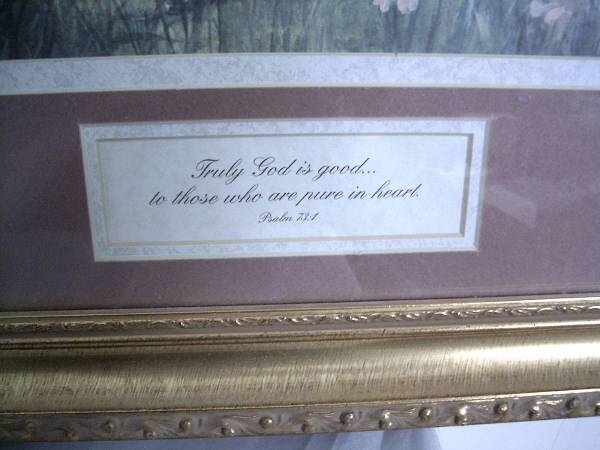 Truly God is good...
to those who are pure in heart.
Psalm 73:1